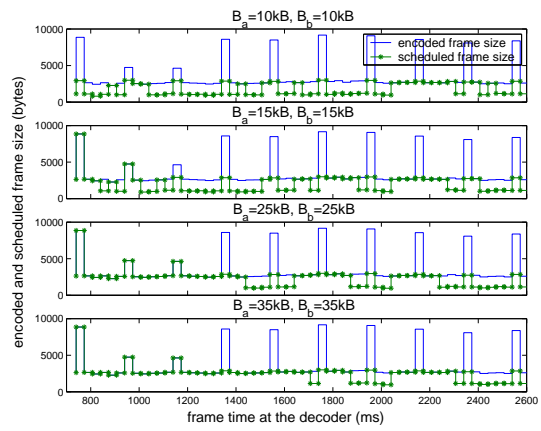 B_a=10kB, B_b=10kB
encoded frame size
scheduled frame size
10000
5000
0
B_a=15kB, B_b=15kB
10000
5000
0
B_a=25kB, B_b=25kB
10000
5000
0
B_a=35kB, B_b=35kB
10000
5000
0
800 1000 1200 1400 1600 1800 2000 2200 2400 2600
frame time at the decoder (ms)
encoded and scheduled frame size (bytes)